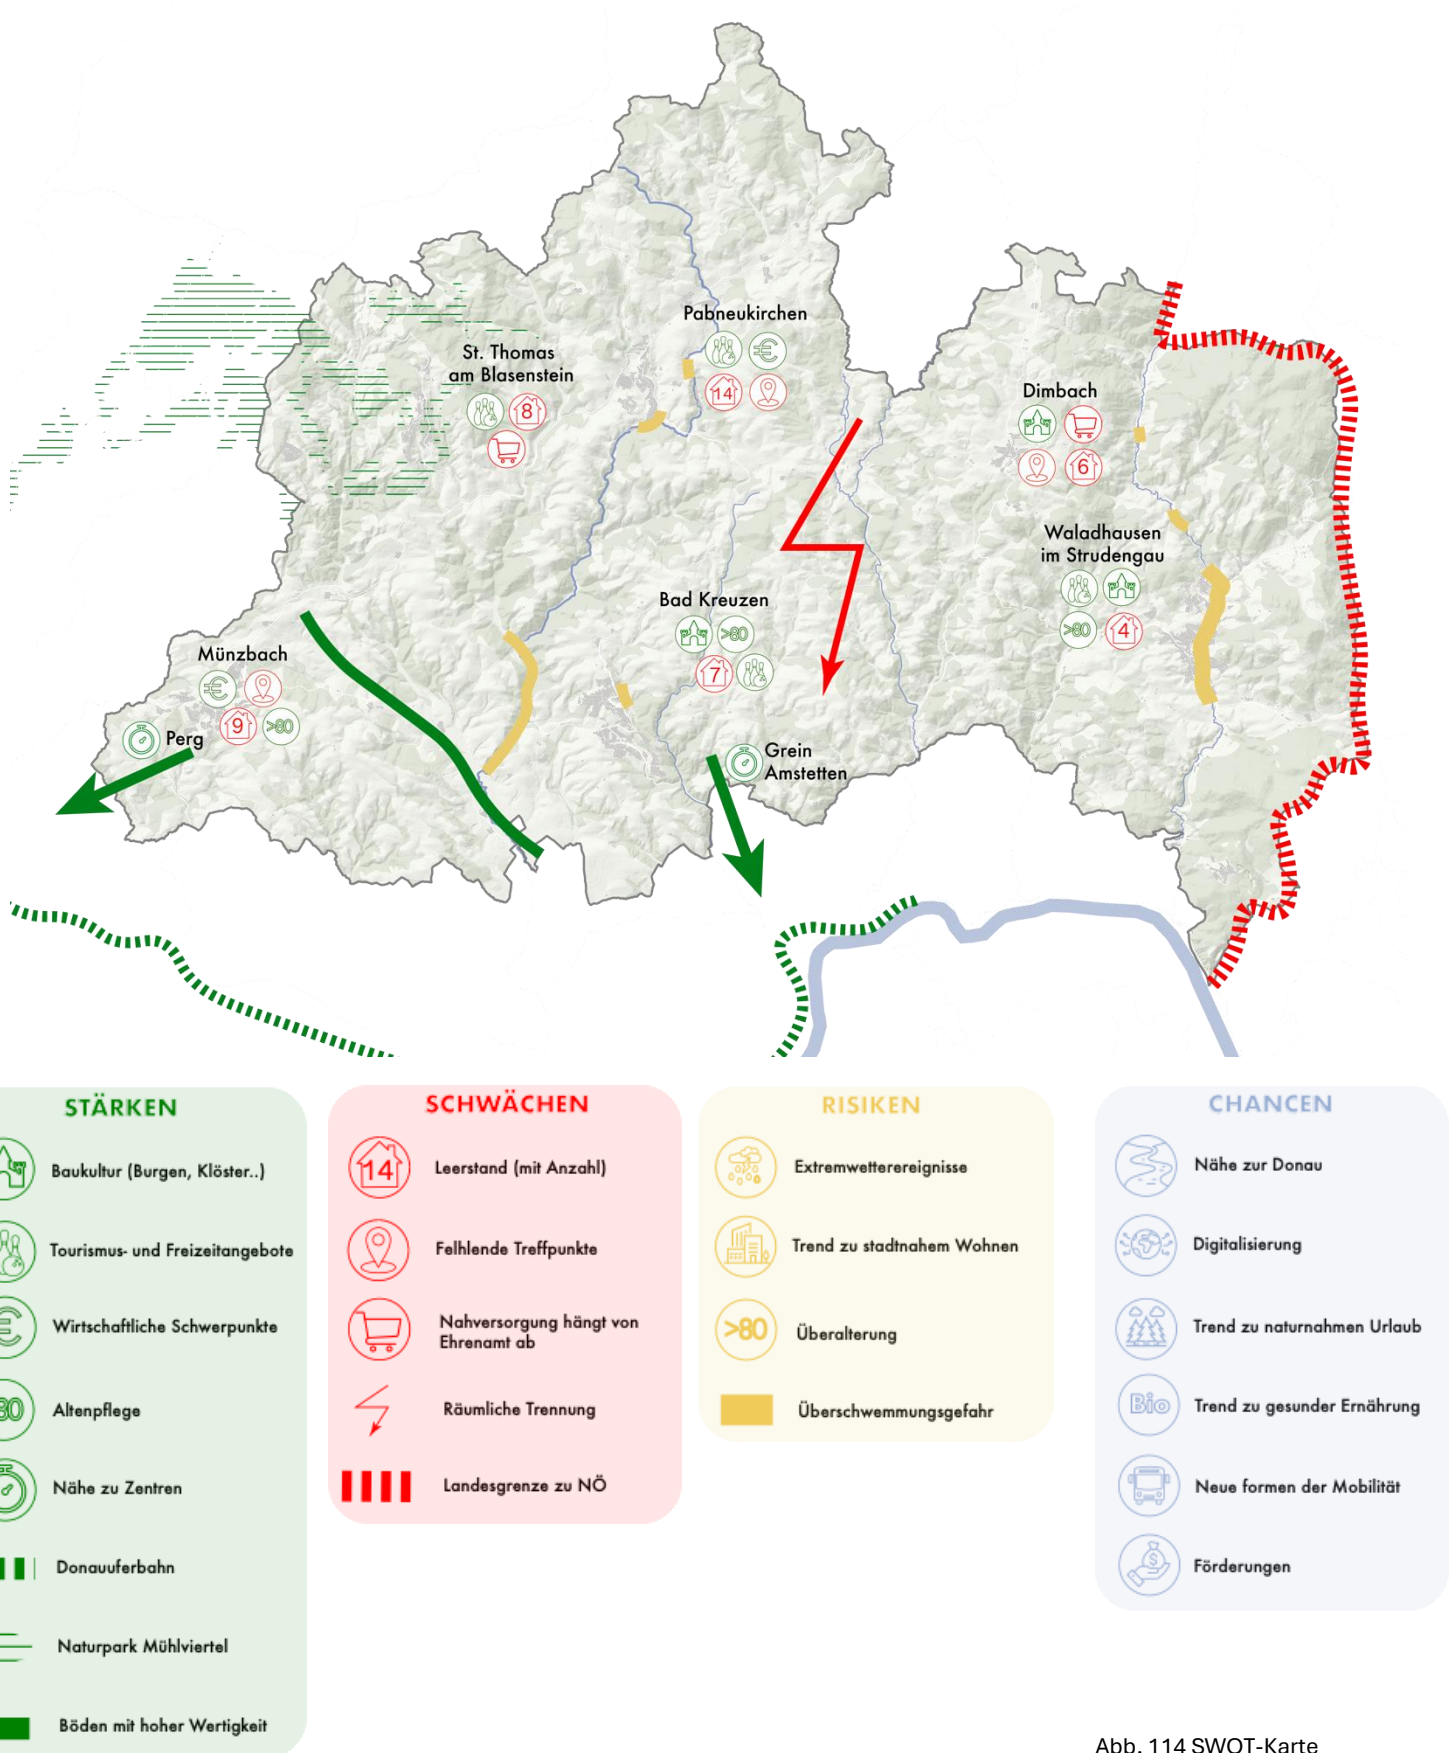 Pabneukirchen
14
St. Thomas
am Blasenstein
8
Dimbach
6
Waladhausen
im Strudengau
>80
4
Bad Kreuzen
>80
7
Münzbach
9
>80
Perg
Grein
Amstetten
STÄRKEN
Baukultur (Burgen, Klöster..)
Tourismus- und Freizeitangebote
Wirtschaftliche Schwerpunkte
80
Altenpflege
Nähe zu Zentren
Donauuferbahn
Naturpark Mühlviertel
Böden mit hoher Wertigkeit
SCHWÄCHEN
14
Leerstand (mit Anzahl)
Felhlende Treffpunkte
Nahversorgung hängt von
Ehrenamt ab
Räumliche Trennung
Landesgrenze zu NÖ
RISIKEN
Extremwetterereignisse
Trend zu stadtnahem Wohnen
>80
Überalterung
Überschwemmungsgefahr
CHANCEN
Nähe zur Donau
Digitalisierung
Trend zu naturnahmen Urlaub
Bio
Trend zu gesunder Ernährung
Neue formen der Mobilität
Förderungen
Abb. 114 SWOT-Karte